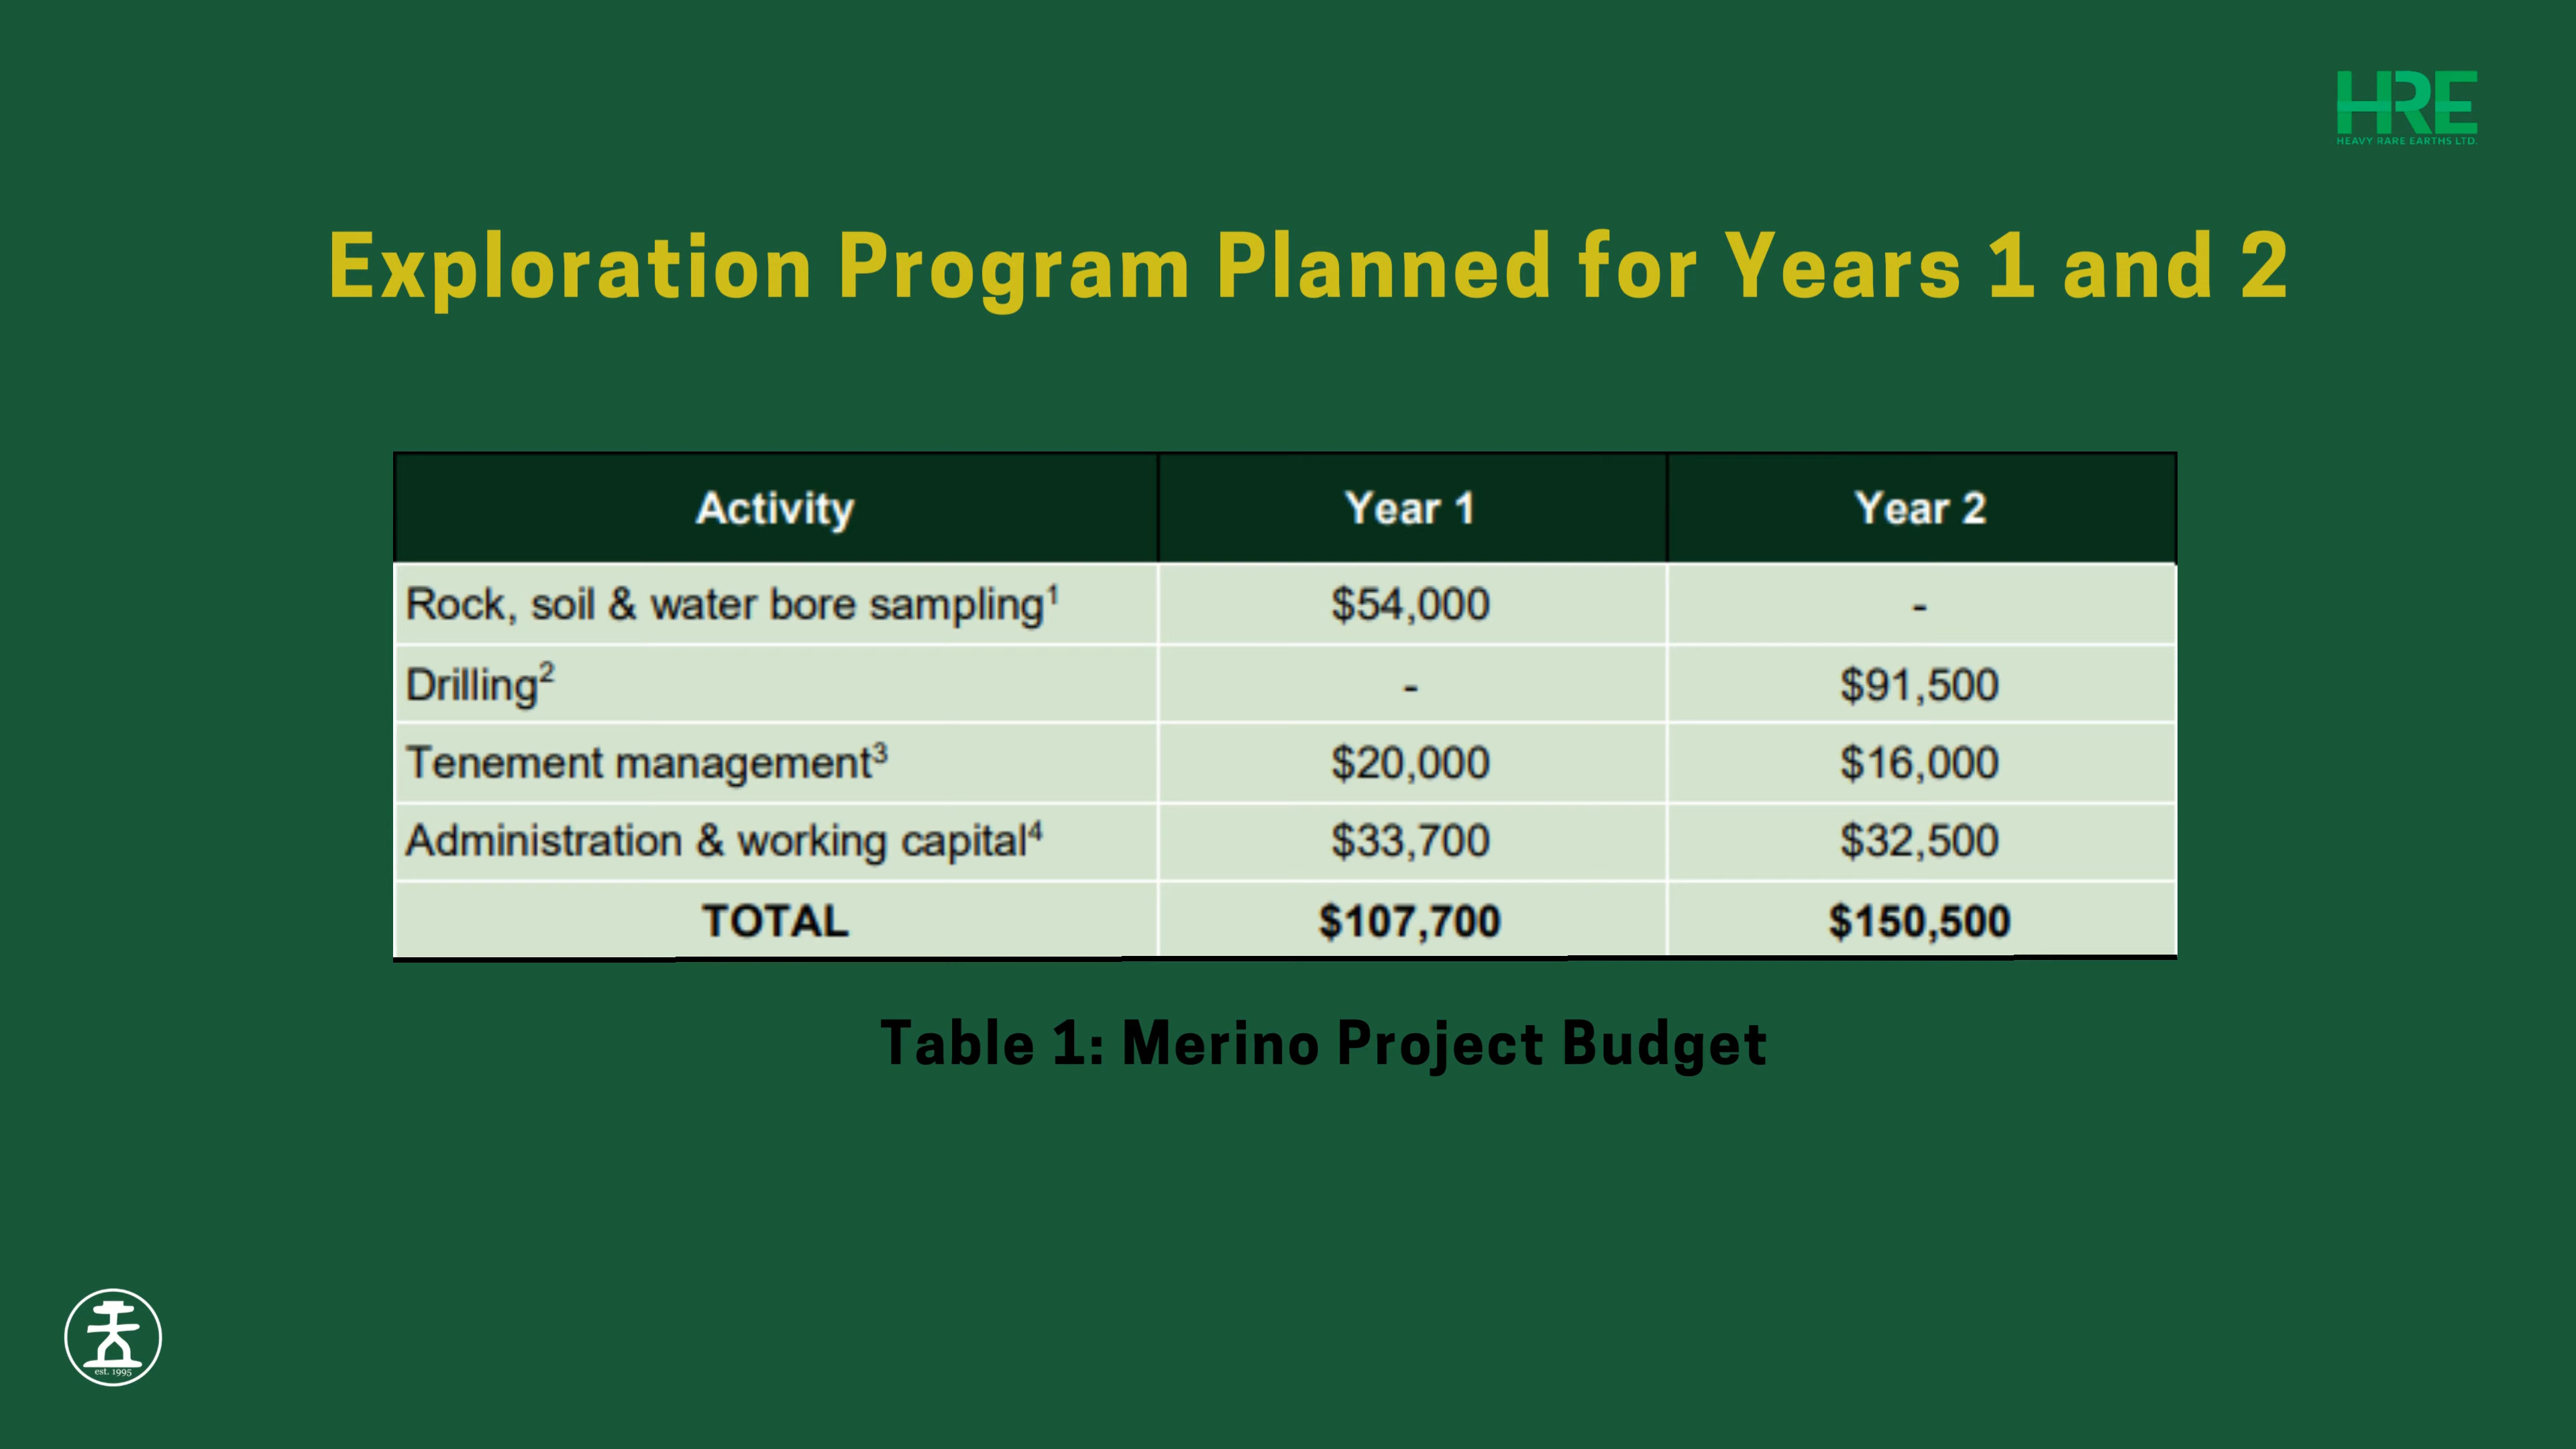 HRE
HEAVY RARE EARTHS LTD.
Exploration Program Planned for Years 1 and 2
Activity Year 1 Year 2
Rock, soil & water bore sampling¹ $54,000 -
Drilling² - $91,500
Tenement management³ $20,000 $16,000
Administration & working capital⁴ $33,700 $32,500
TOTAL $107,700 $150,500
Table 1: Merino Project Budget
est. 1995